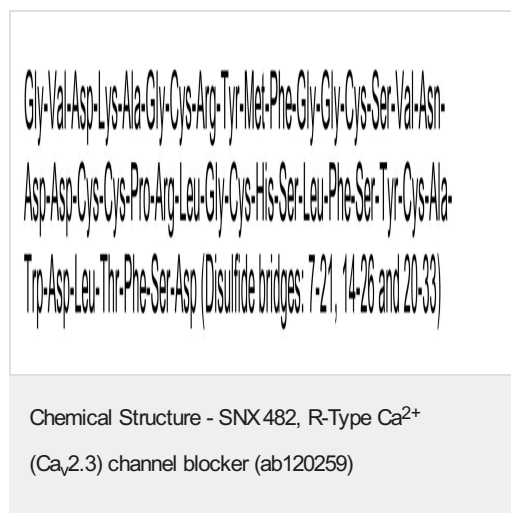 Gly-Val-Asp-Lys-Ala-Gly-Cys-Arg-Tyr-Met-Phe-Gly-Gly-Cys-Ser-Val-Asn-
Asp-Asp-Cys-Cys-Pro-Arg-Leu-Gly-Cys-His-Ser-Leu-Phe-Ser-Tyr-Cys-Ala-
Trp-Asp-Leu-Thr-Phe-Ser-Asp (Disulfide bridges: 7-21, 14-26 and 20-33)
Chemical Structure - SNX 482, R-Type Ca2+
(Cav2.3) channel blocker (ab120259)